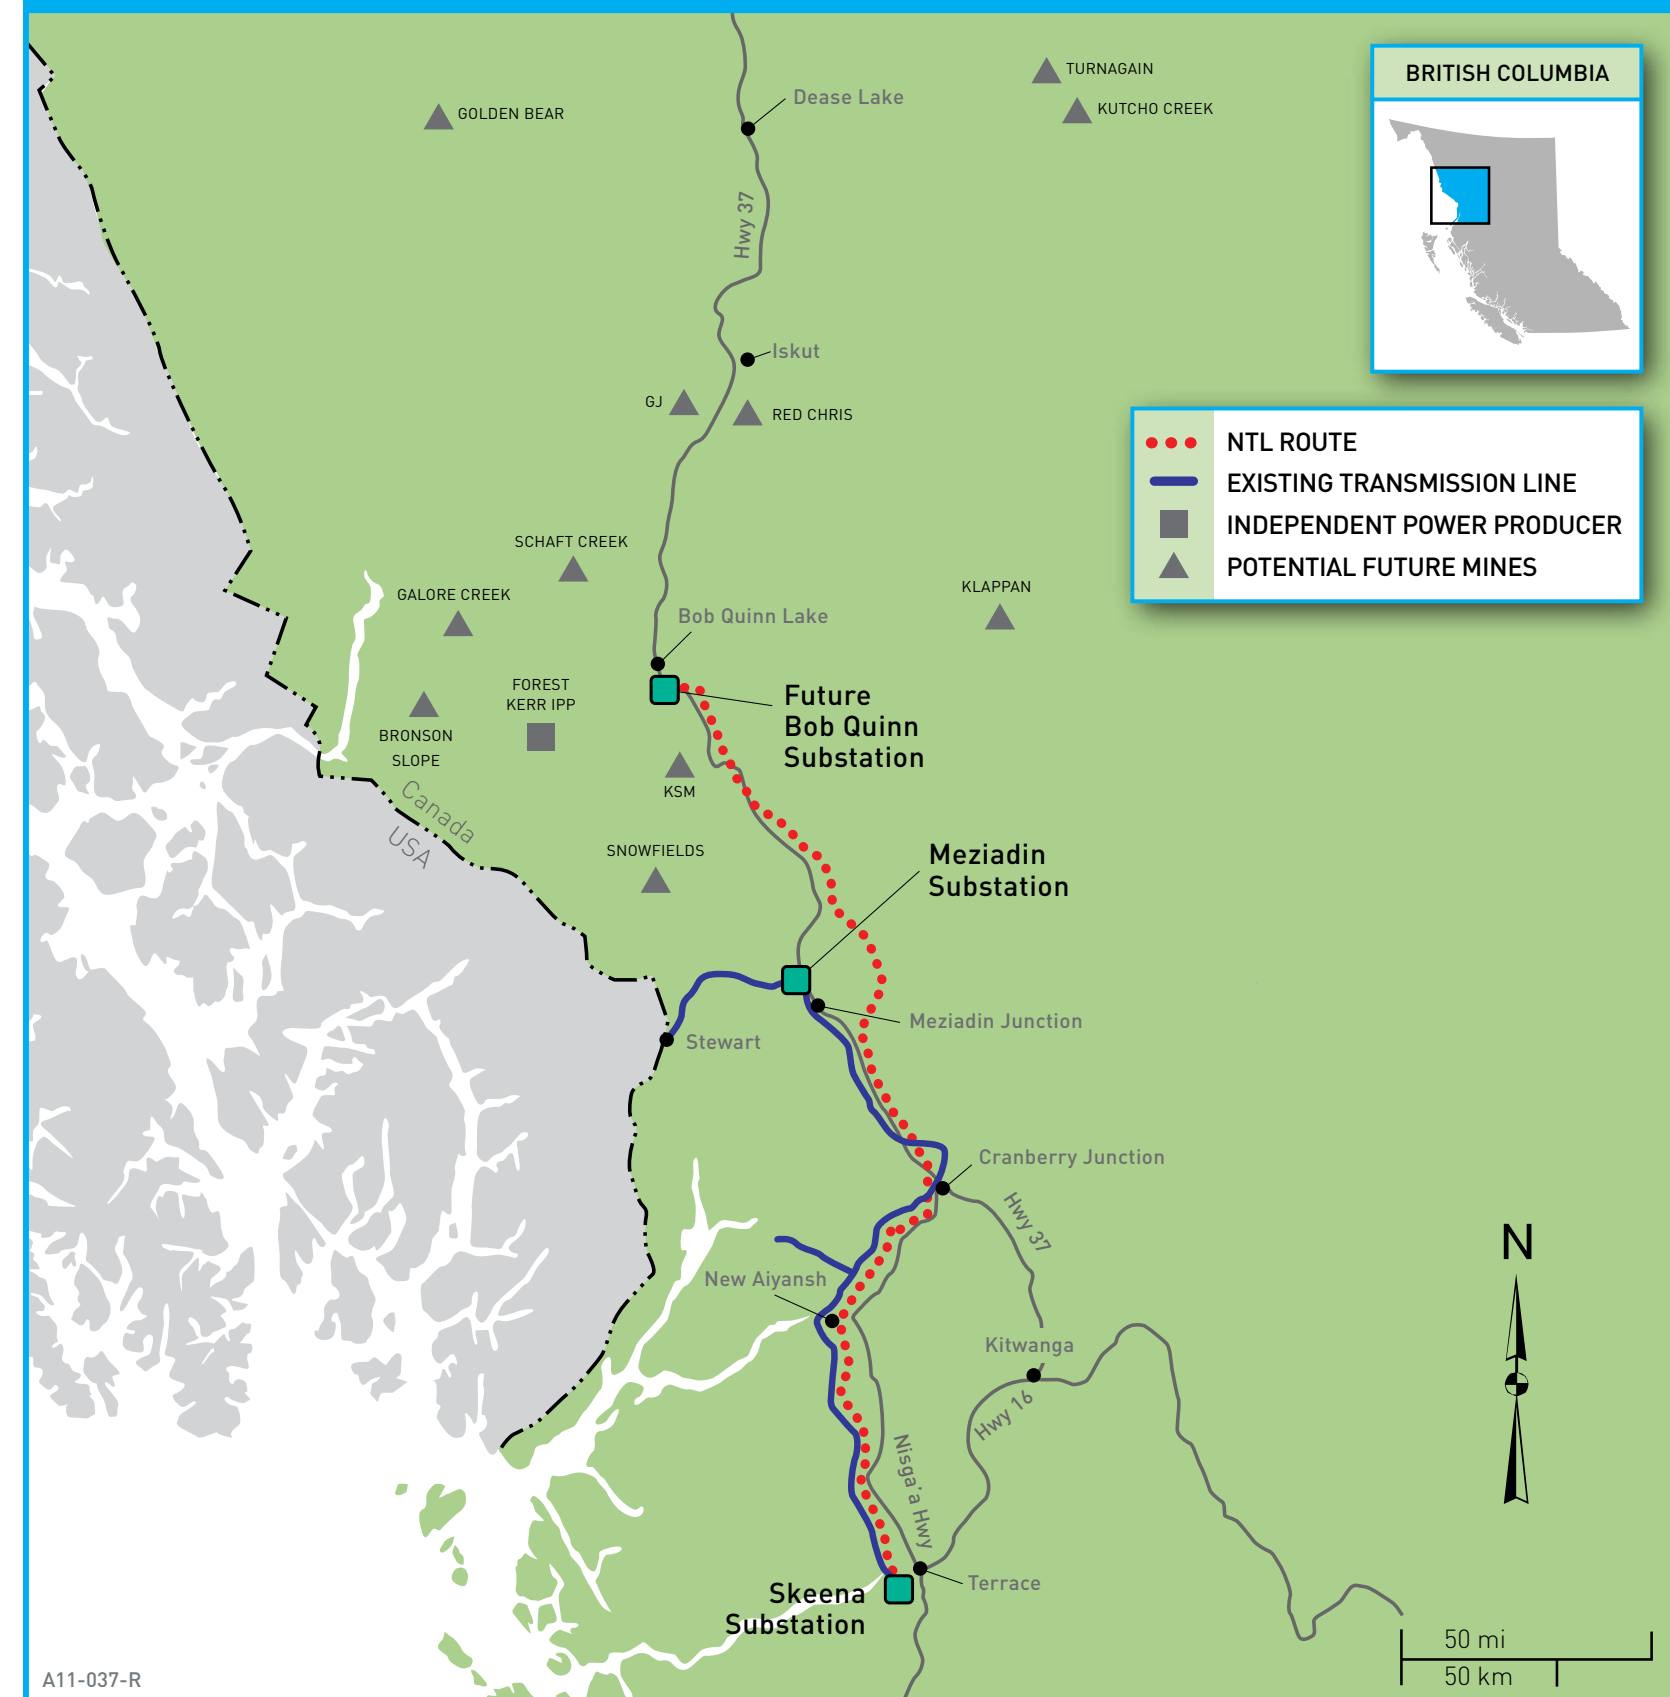 TURNAGAIN
BRITISH COLUMBIA
Dease Lake
KUTCHO CREEK
GOLDEN BEAR
Hwy 37
Iskut
GJ
RED CHRIS
NTL ROUTE
EXISTING TRANSMISSION LINE
INDEPENDENT POWER PRODUCER
POTENTIAL FUTURE MINES
SCHAFT CREEK
GALORE CREEK
KLAPPAN
Bob Quinn Lake
FOREST
KERR IPP
Future
Bob Quinn
Substation
BRONSON
SLOPE
KSM
Canada
USA
SNOWFIELDS
Meziadin
Substation
Meziadin Junction
Stewart
Cranberry Junction
Hwy 37
N
New Aiyansh
Kitwanga
Hwy 16
Nisga'a Hwy
Terrace
Skeena
Substation
50 mi
50 km
A11-037-R